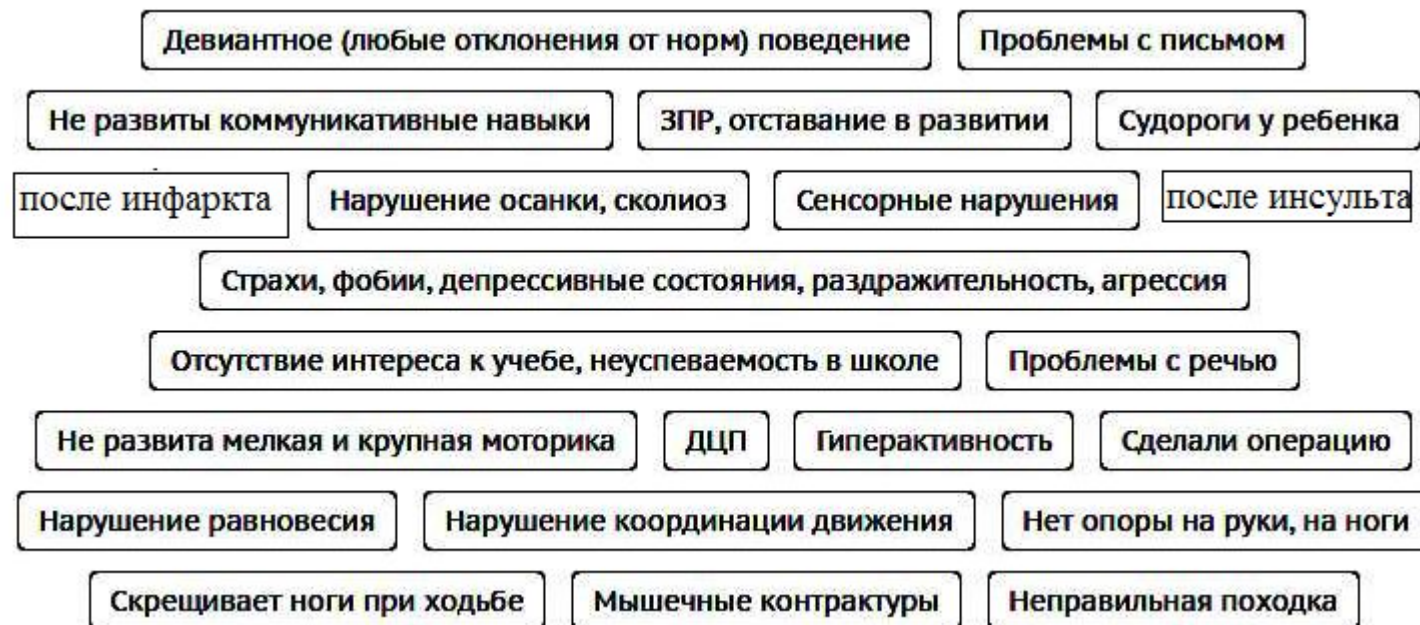 Девиантное (любые отклонения от норм) поведение Проблемы с письмом
Не развиты коммуникативные навыки ЗПР, отставание в развитии Судороги у ребенка
после инфаркта Нарушение осанки, сколиоз Сенсорные нарушения после инсульта
Страхи, фобии, депрессивные состояния, раздражительность, агрессия
Отсутствие интереса к учебе, неуспеваемость в школе Проблемы с речью
Не развита мелкая и крупная моторика ДЦП Гиперактивность Сделали операцию
Нарушение равновесия Нарушение координации движения Нет опоры на руки, на ноги
Скрещивает ноги при ходьбе Мышечные контрактуры Неправильная походка